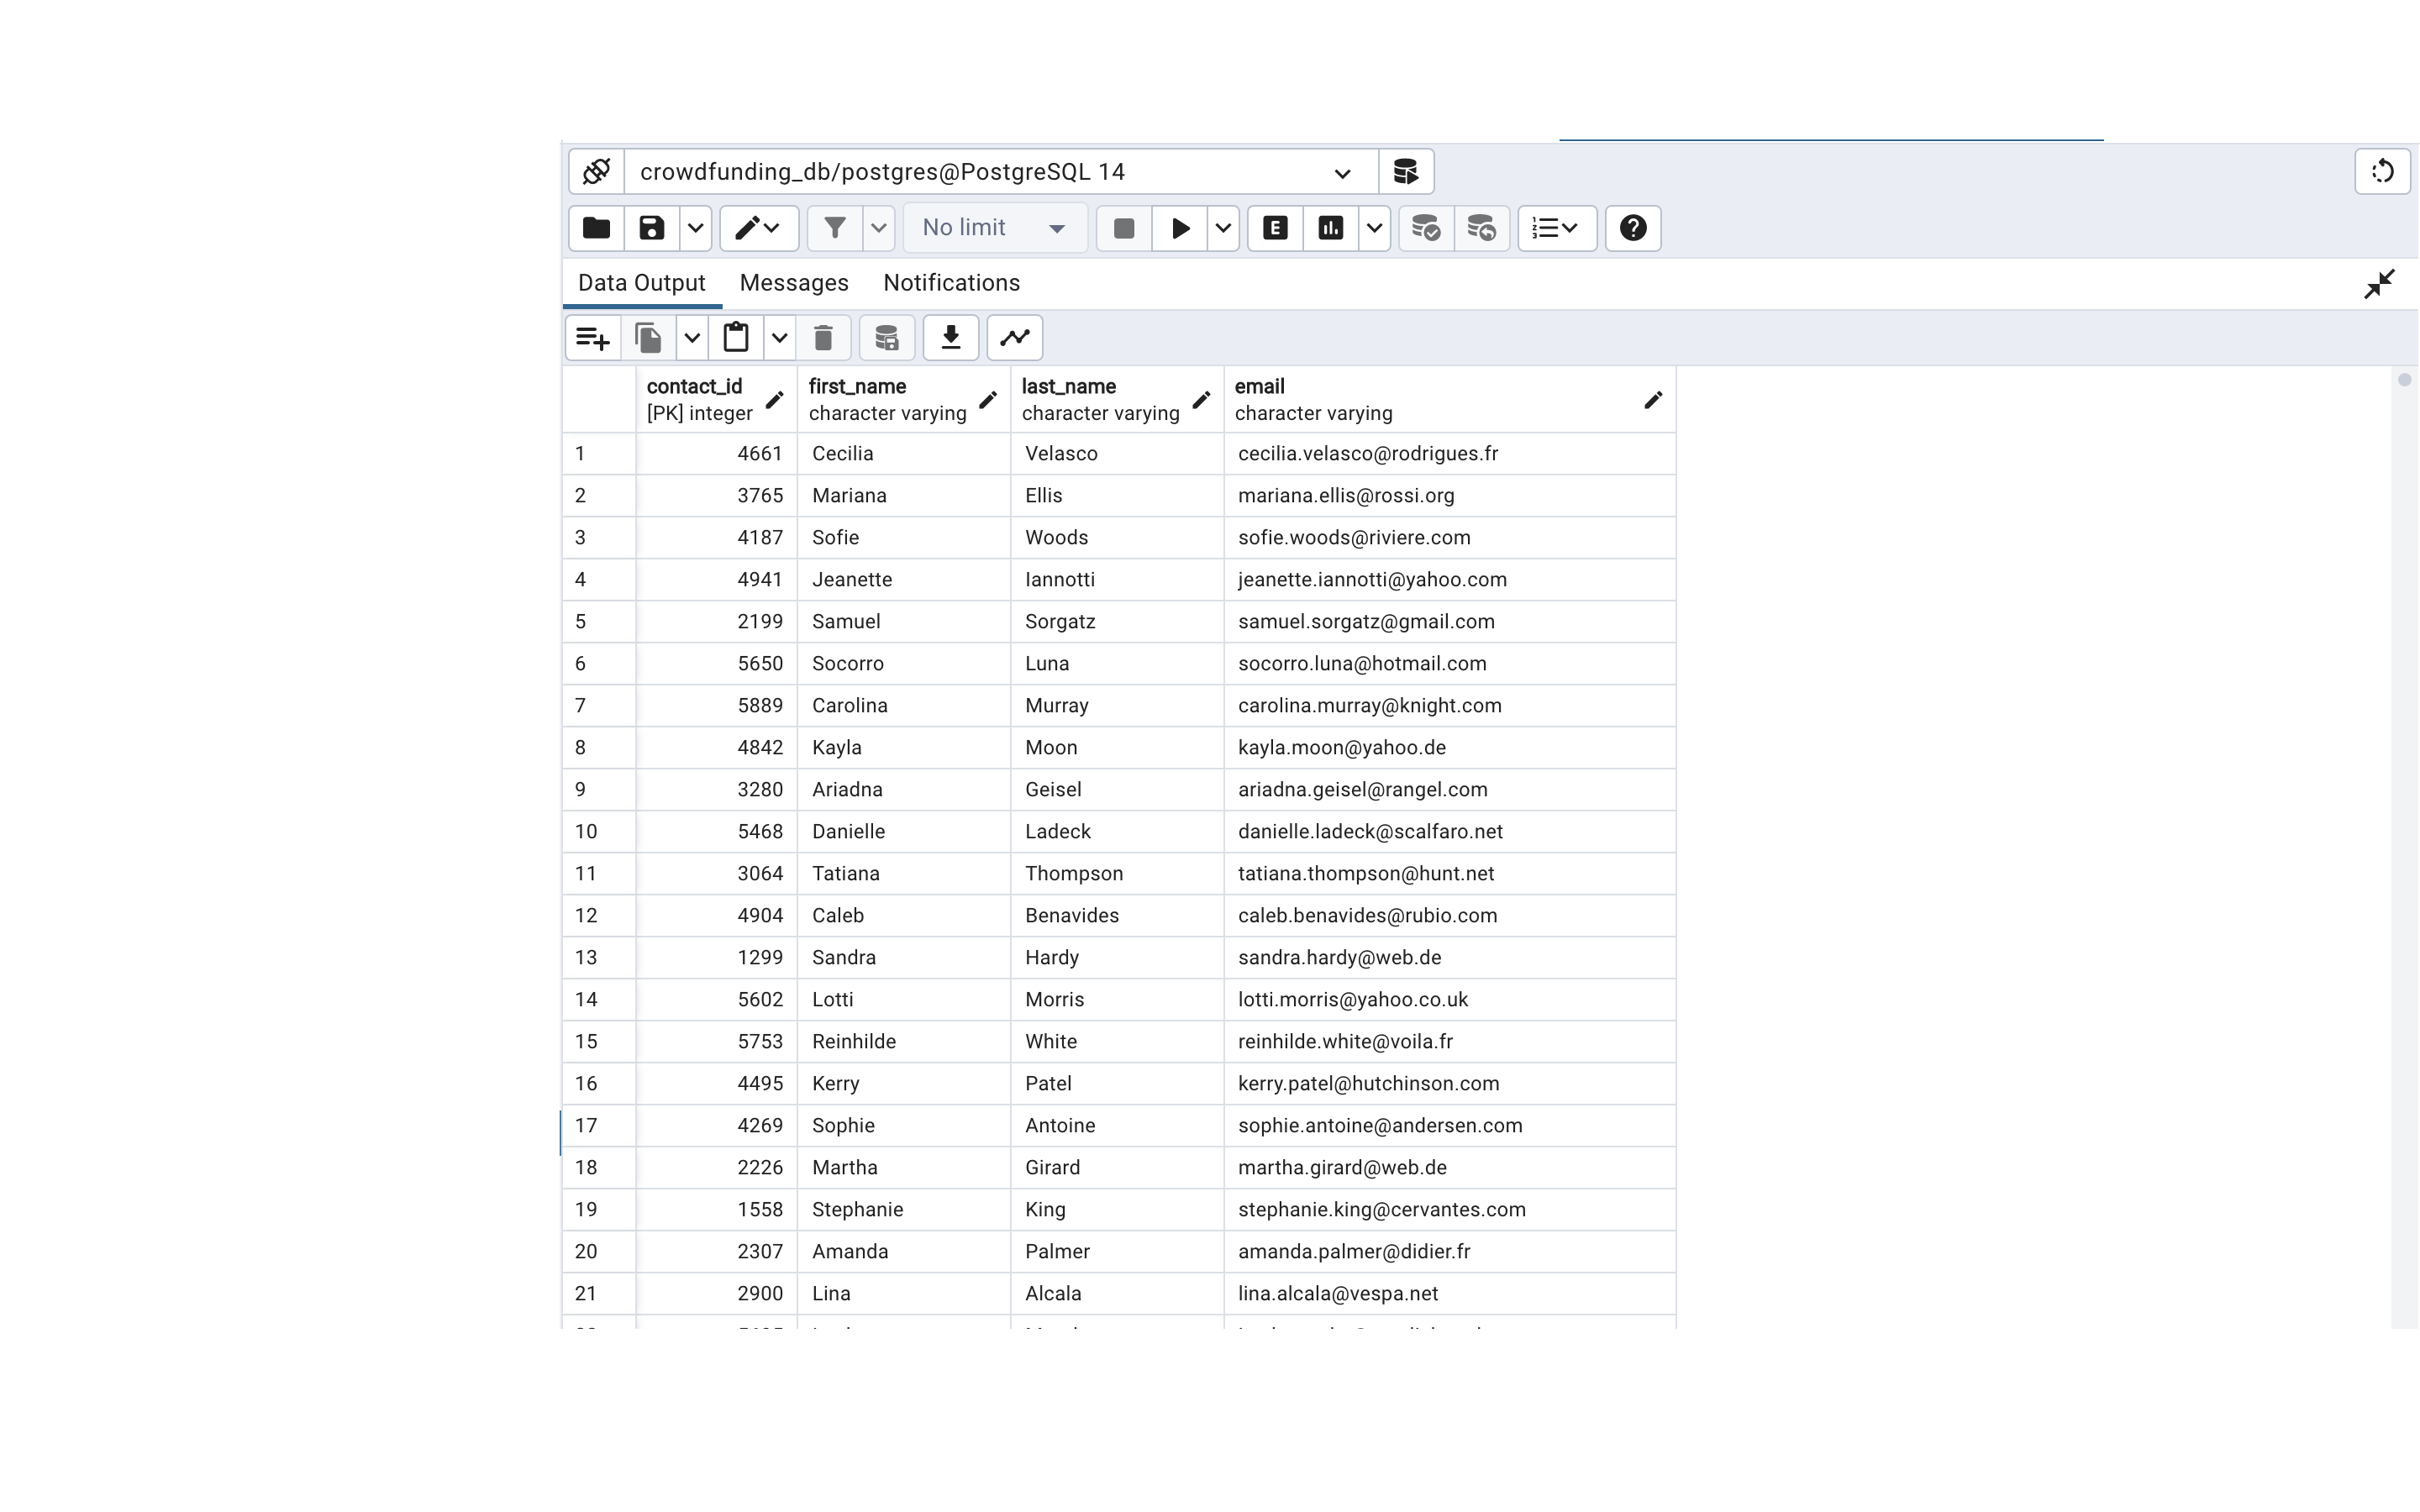 crowdfunding_db/postgres@PostgreSQL 14
No limit
Data Output Messages Notifications
contact_id first_name last_name email
[PK] integer character varying character varying character varying
1 4661 Cecilia Velasco cecilia.velasco@rodrigues.fr
2 3765 Mariana Ellis mariana.ellis@rossi.org
3 4187 Sofie Woods sofie.woods@riviere.com
4 4941 Jeanette Iannotti jeanette.iannotti@yahoo.com
5 2199 Samuel Sorgatz samuel.sorgatz@gmail.com
6 5650 Socorro Luna socorro.luna@hotmail.com
7 5889 Carolina Murray carolina.murray@knight.com
8 4842 Kayla Moon kayla.moon@yahoo.de
9 3280 Ariadna Geisel ariadna.geisel@rangel.com
10 5468 Danielle Ladeck danielle.ladeck@scalfaro.net
11 3064 Tatiana Thompson tatiana.thompson@hunt.net
12 4904 Caleb Benavides caleb.benavides@rubio.com
13 1299 Sandra Hardy sandra.hardy@web.de
14 5602 Lotti Morris lotti.morris@yahoo.co.uk
15 5753 Reinhilde White reinhilde.white@voila.fr
16 4495 Kerry Patel kerry.patel@hutchinson.com
17 4269 Sophie Antoine sophie.antoine@andersen.com
18 2226 Martha Girard martha.girard@web.de
19 1558 Stephanie King stephanie.king@cervantes.com
20 2307 Amanda Palmer amanda.palmer@didier.fr
21 2900 Lina Alcala lina.alcala@vespa.net